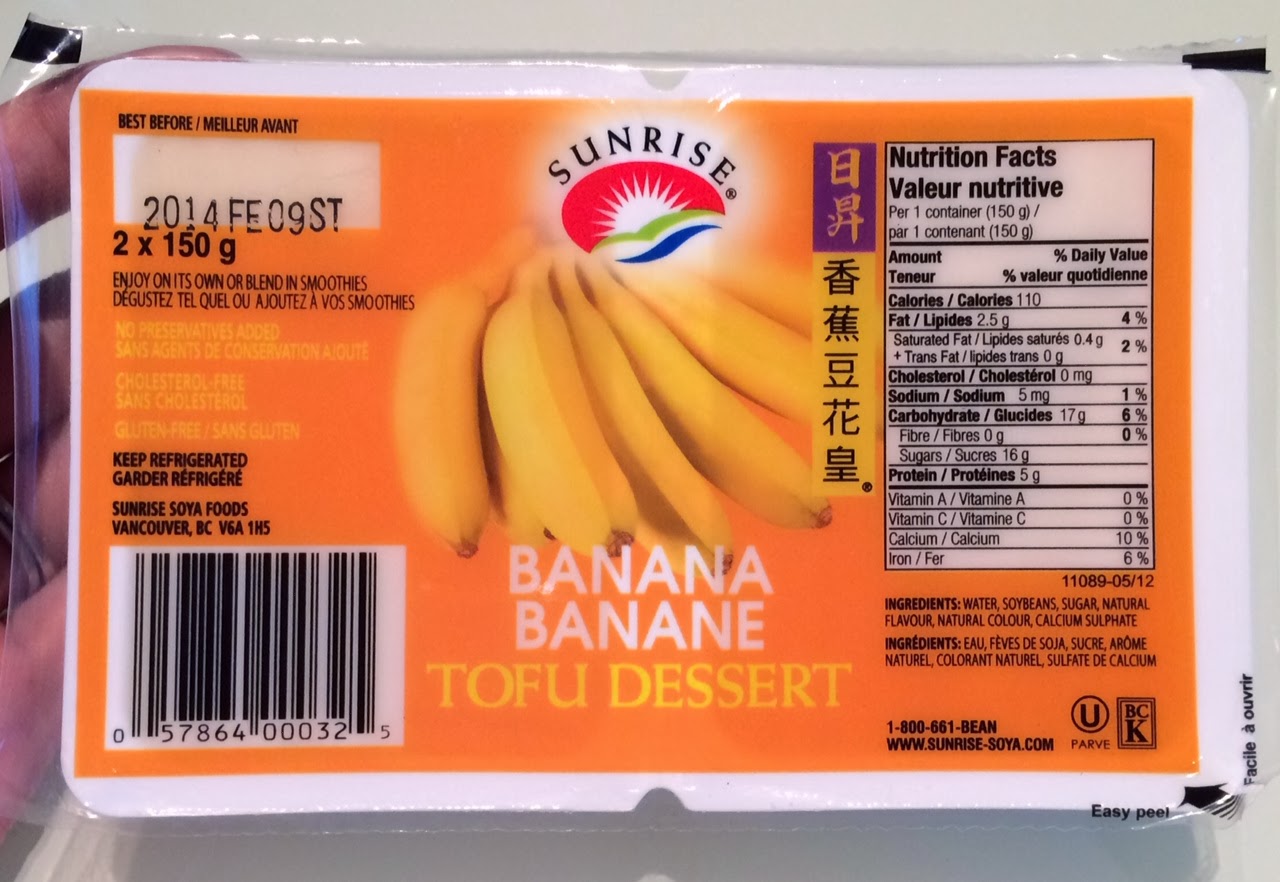 BEST BEFORE / MEILLEUR AVANT
2014 FE 09ST
2 x 150 g
ENJOY ON ITS OWN OR BLEND IN SMOOTHIES
DÉGUSTEZ TEL QUEL OU AJOUTEZ À VOS SMOOTHIES
NO PRESERVATIVES ADDED
SANS AGENTS DE CONSERVATION AJOUTÉ
CHOLESTEROL-FREE
SANS CHOLESTÉROL
GLUTEN-FREE / SANS GLUTEN
KEEP REFRIGERATED
GARDER RÉFRIGÉRÉ
SUNRISE SOYA FOODS
VANCOUVER, BC V6A 1H5
0 57864 00032 5
SUNRISE®
BANANA
BANANE
TOFU DESSERT
日昇
香蕉豆花皇®
Nutrition Facts
Valeur nutritive
Per 1 container (150 g) /
par 1 contenant (150 g)
Amount % Daily Value
Teneur % valeur quotidienne
Calories / Calories 110
Fat / Lipides 2.5 g 4 %
Saturated Fat / Lipides saturés 0.4 g
+ Trans Fat / lipides trans 0 g 2 %
Cholesterol / Cholestérol 0 mg
Sodium / Sodium 5 mg 1 %
Carbohydrate / Glucides 17 g 6 %
Fibre / Fibres 0 g 0 %
Sugars / Sucres 16 g
Protein / Protéines 5 g
Vitamin A / Vitamine A 0 %
Vitamin C / Vitamine C 0 %
Calcium / Calcium 10 %
Iron / Fer 6 %
11089-05/12
INGREDIENTS: WATER, SOYBEANS, SUGAR, NATURAL
FLAVOUR, NATURAL COLOUR, CALCIUM SULPHATE
INGRÉDIENTS: EAU, FÈVES DE SOJA, SUCRE, ARÔME
NATUREL, COLORANT NATUREL, SULFATE DE CALCIUM
1-800-661-BEAN
WWW.SUNRISE-SOYA.COM
U
PARVE
BC
K
Easy peel
Facile à ouvrir